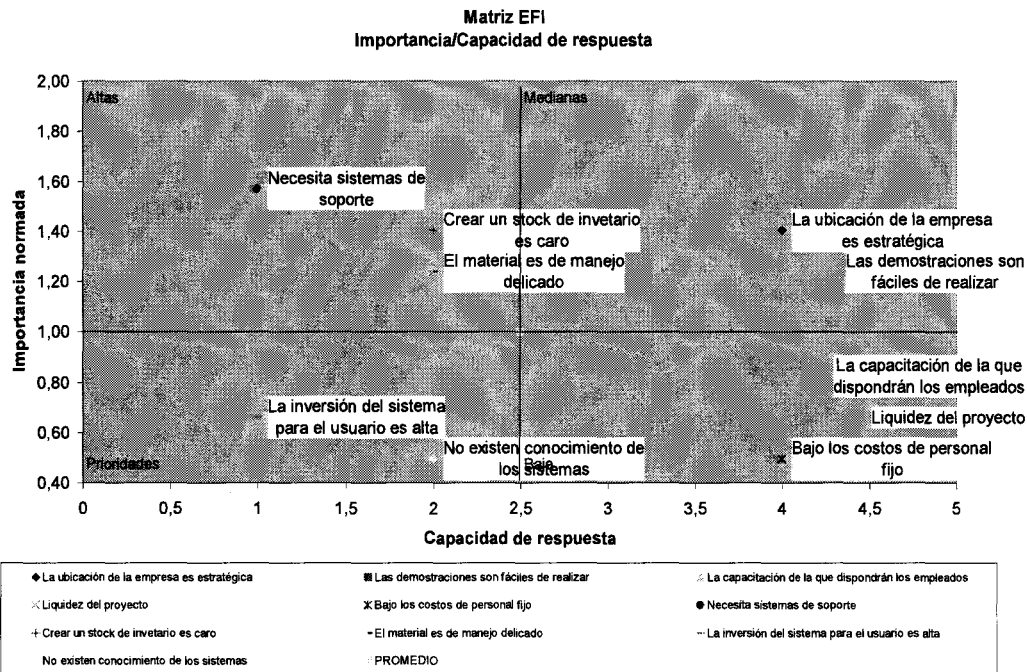 Matriz EFI
Importancia/Capacidad de respuesta
2,00
Altas
Medianas
1,80
1,60
Necesita sistemas de
soporte
1,40
Crear un stock de invetario
es caro
La ubicación de la empresa
es estratégica
1,20
El material es de manejo
delicado
Las demostraciones son
fáciles de realizar
1,00
Importancia normada
0,80
La capacitación de la que
dispondrán los empleados
La inversión del sistema
para el usuario es alta
Liquidez del proyecto
0,60
No existen conocimiento de
los sistemas
Bajo los costos de personal
fijo
Prioridades
Baja
0,40
0 0,5 1 1,5 2 2,5 3 3,5 4 4,5 5
Capacidad de respuesta
La ubicación de la empresa es estratégica
Las demostraciones son fáciles de realizar
La capacitación de la que dispondrán los empleados
Liquidez del proyecto
Bajo los costos de personal fijo
Necesita sistemas de soporte
Crear un stock de invetario es caro
El material es de manejo delicado
La inversión del sistema para el usuario es alta
No existen conocimiento de los sistemas
PROMEDIO